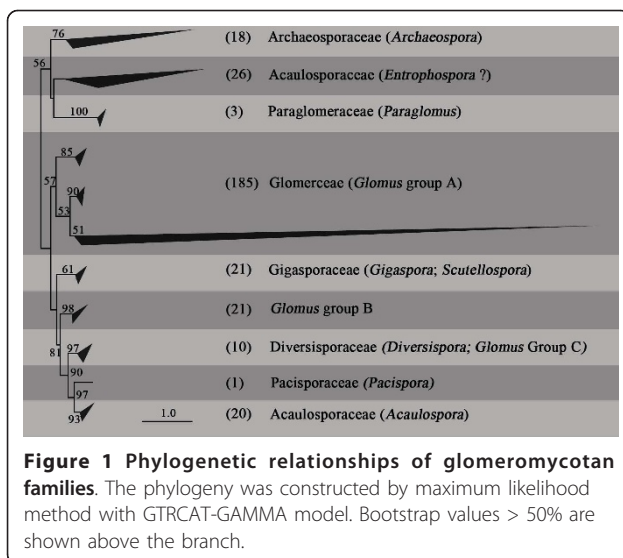 76 (18) Archaeosporaceae (Archaeospora)
56
(26) Acaulosporaceae (Entrophospora ?)
100 (3) Paraglomeraceae (Paraglomus)
85
(185) Glomerceae (Glomus group A)
57 90
53
51
61 (21) Gigasporaceae (Gigaspora; Scutellospora)
98 (21) Glomus group B
81 97 (10) Diversisporaceae (Diversispora; Glomus Group C)
90
97 (1) Pacisporaceae (Pacispora)
93 1.0 (20) Acaulosporaceae (Acaulospora)
Figure 1 Phylogenetic relationships of glomeromycotan
families. The phylogeny was constructed by maximum likelihood
method with GTRCAT-GAMMA model. Bootstrap values > 50% are
shown above the branch.